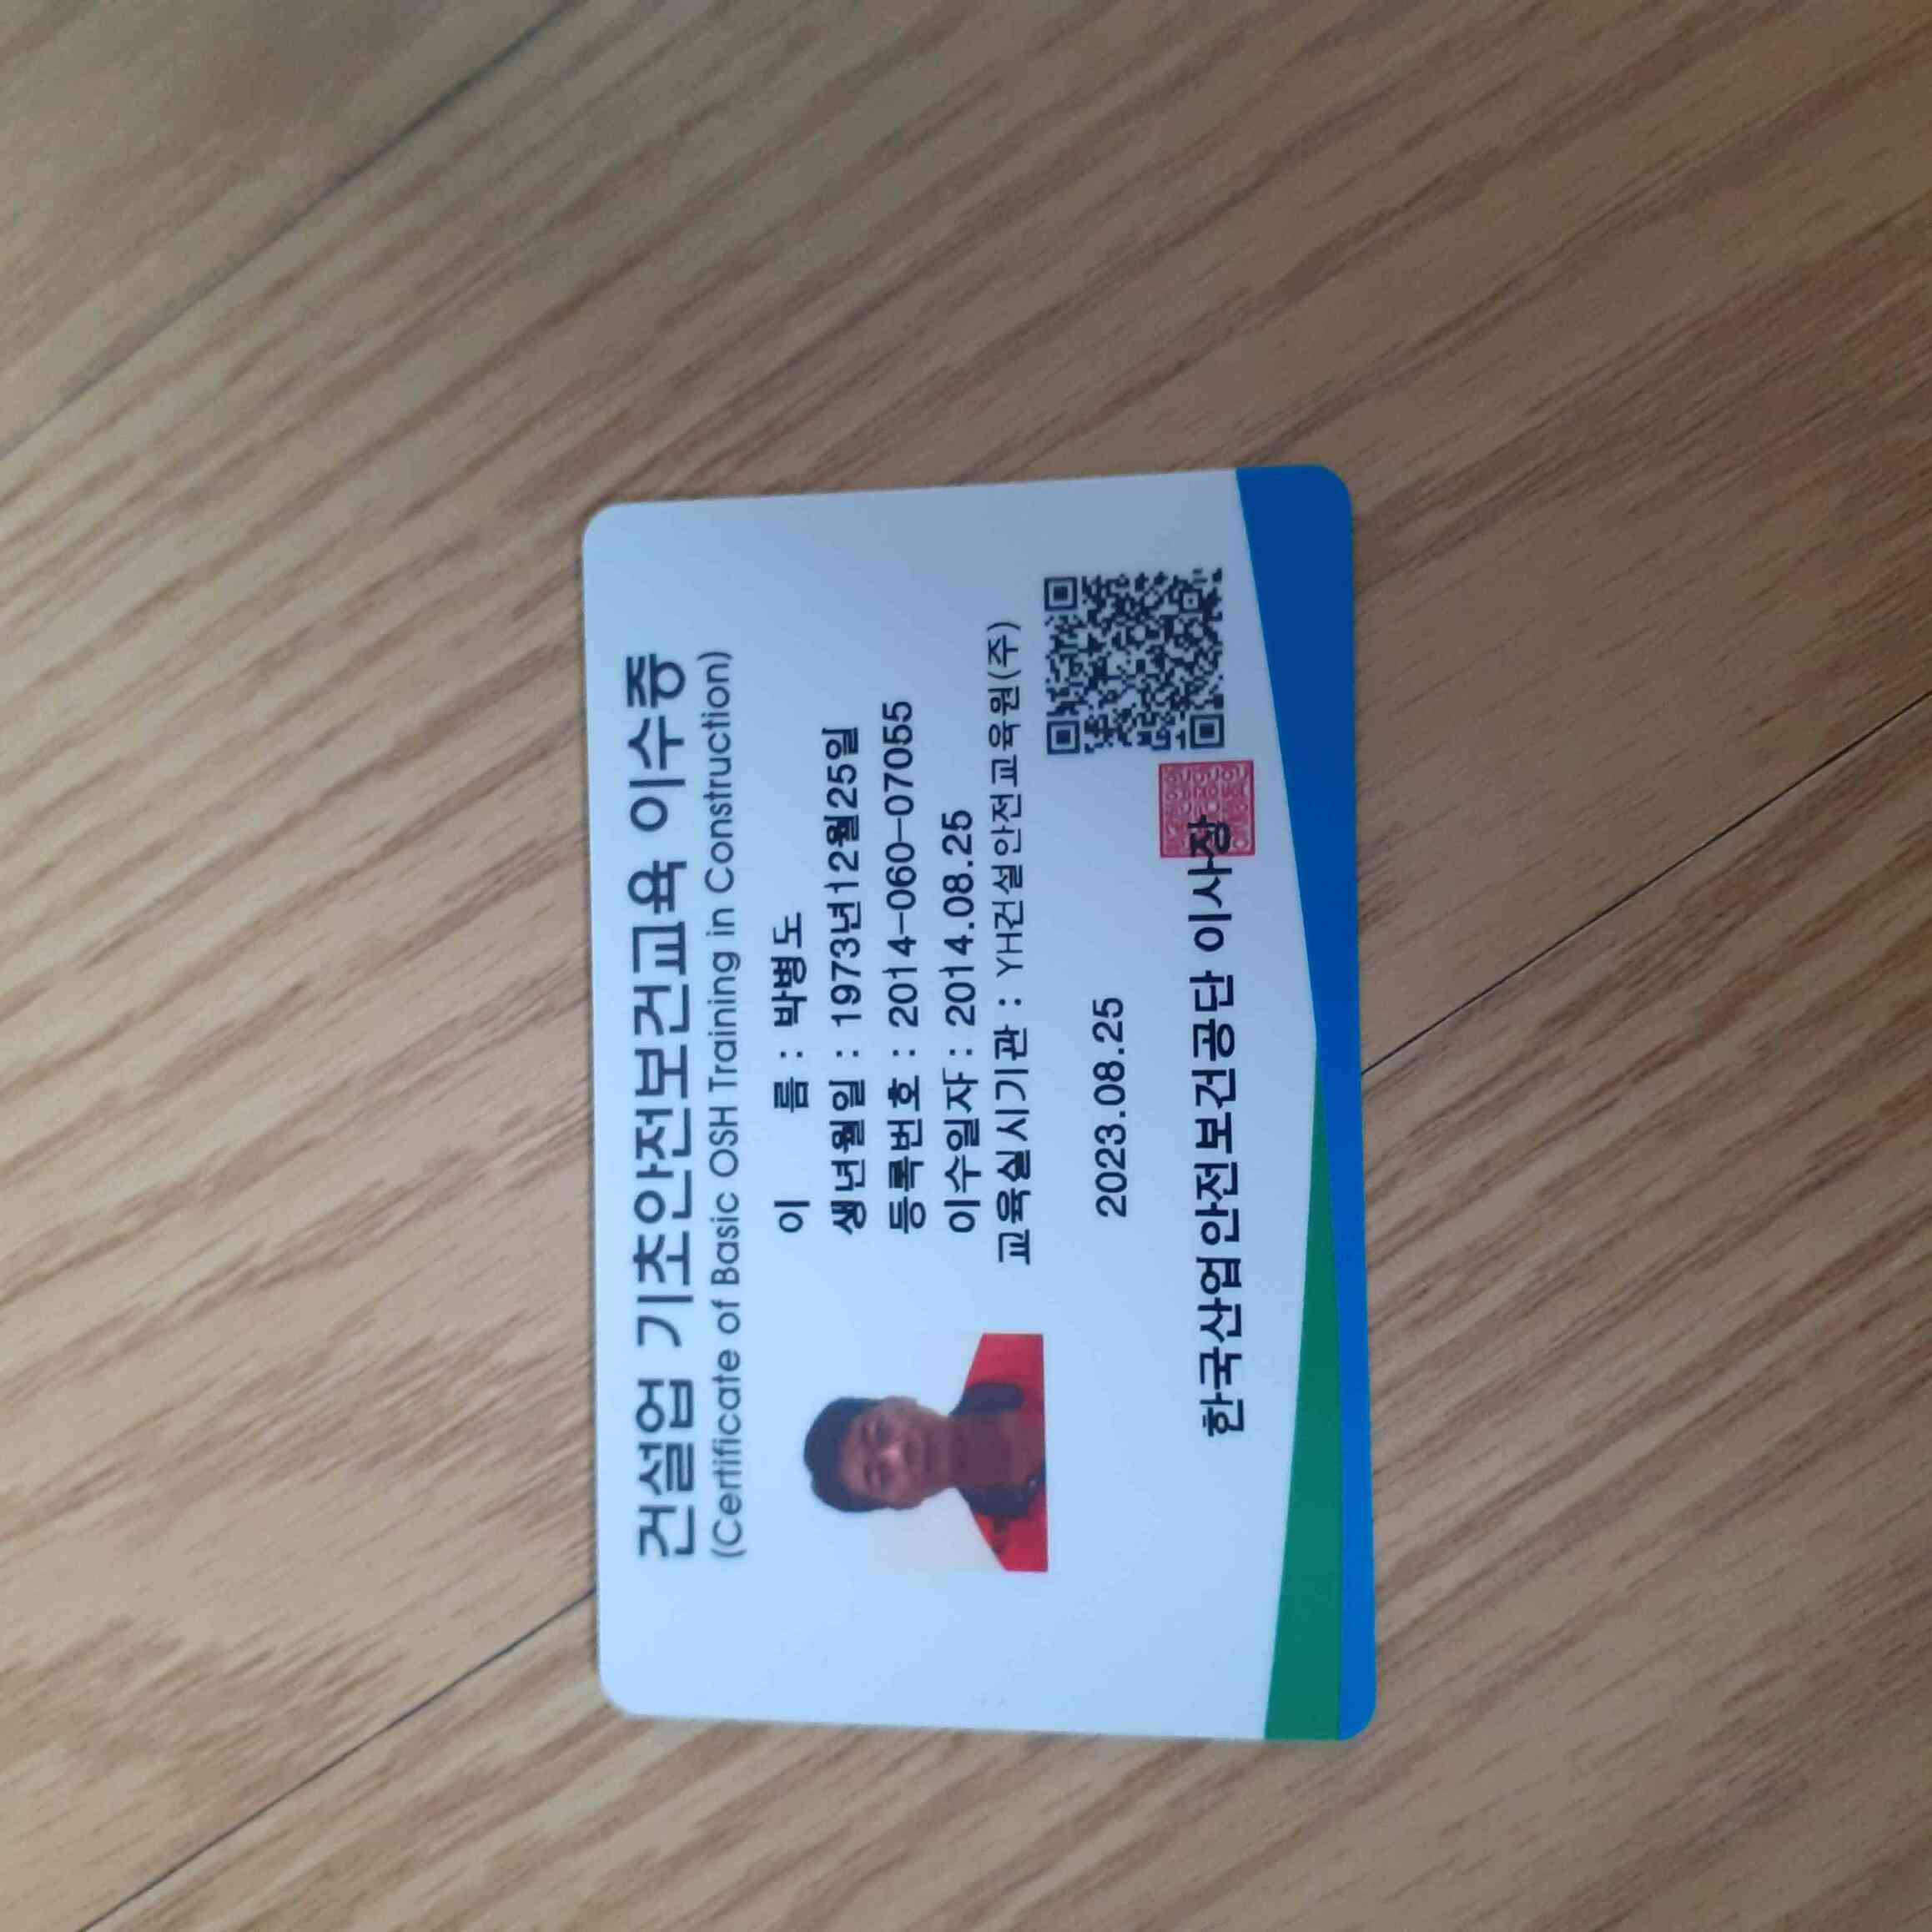 건설업 기초안전보건교육 이수증
(Certificate of Basic OSH Training in Construction)
이 름 : 박병도
생년월일 : 1973년12월25일
등록번호 : 2014-060-07055
이수일자 : 2014.08.25
교육실시기관 : YH건설안전교육원(주)
2023.08.25
한국산업안전보건공단 이사장